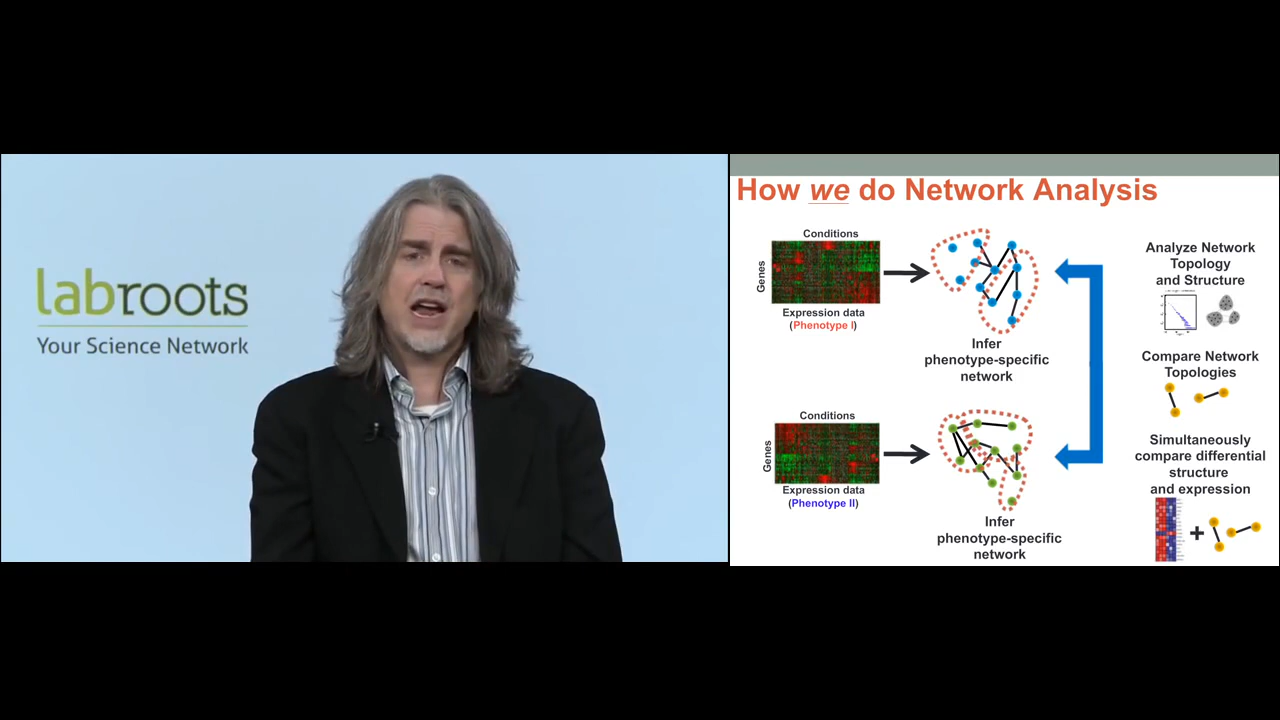 labroots
Your Science Network
How we do Network Analysis
Conditions
Genes
Expression data
(Phenotype I)
Infer
phenotype-specific
network
Conditions
Genes
Expression data
(Phenotype II)
Infer
phenotype-specific
network
Analyze Network
Topology
and Structure
Compare Network
Topologies
Simultaneously
compare differential
structure
and expression
+